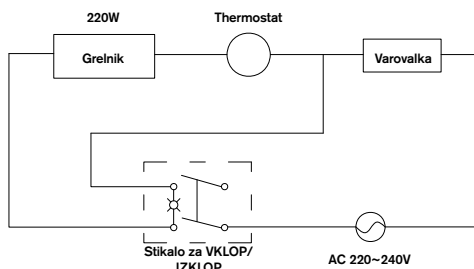 220W
Thermostat
Grelnik
Varovalka
Stikalo za VKLOP/
IZKLOP
AC 220~240V